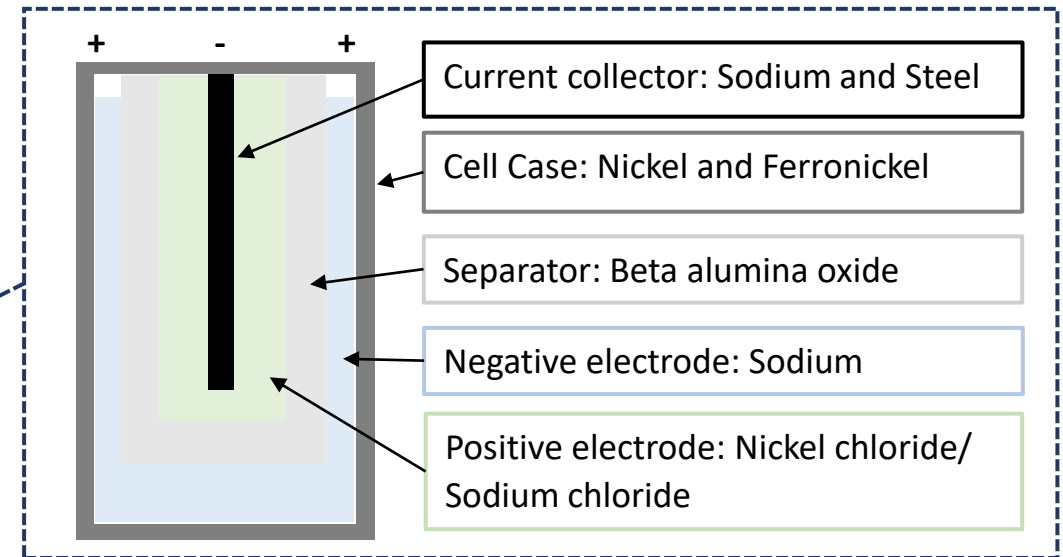 + - +
Current collector: Sodium and Steel
Cell Case: Nickel and Ferronickel
Separator: Beta alumina oxide
Negative electrode: Sodium
Positive electrode: Nickel chloride/
Sodium chloride